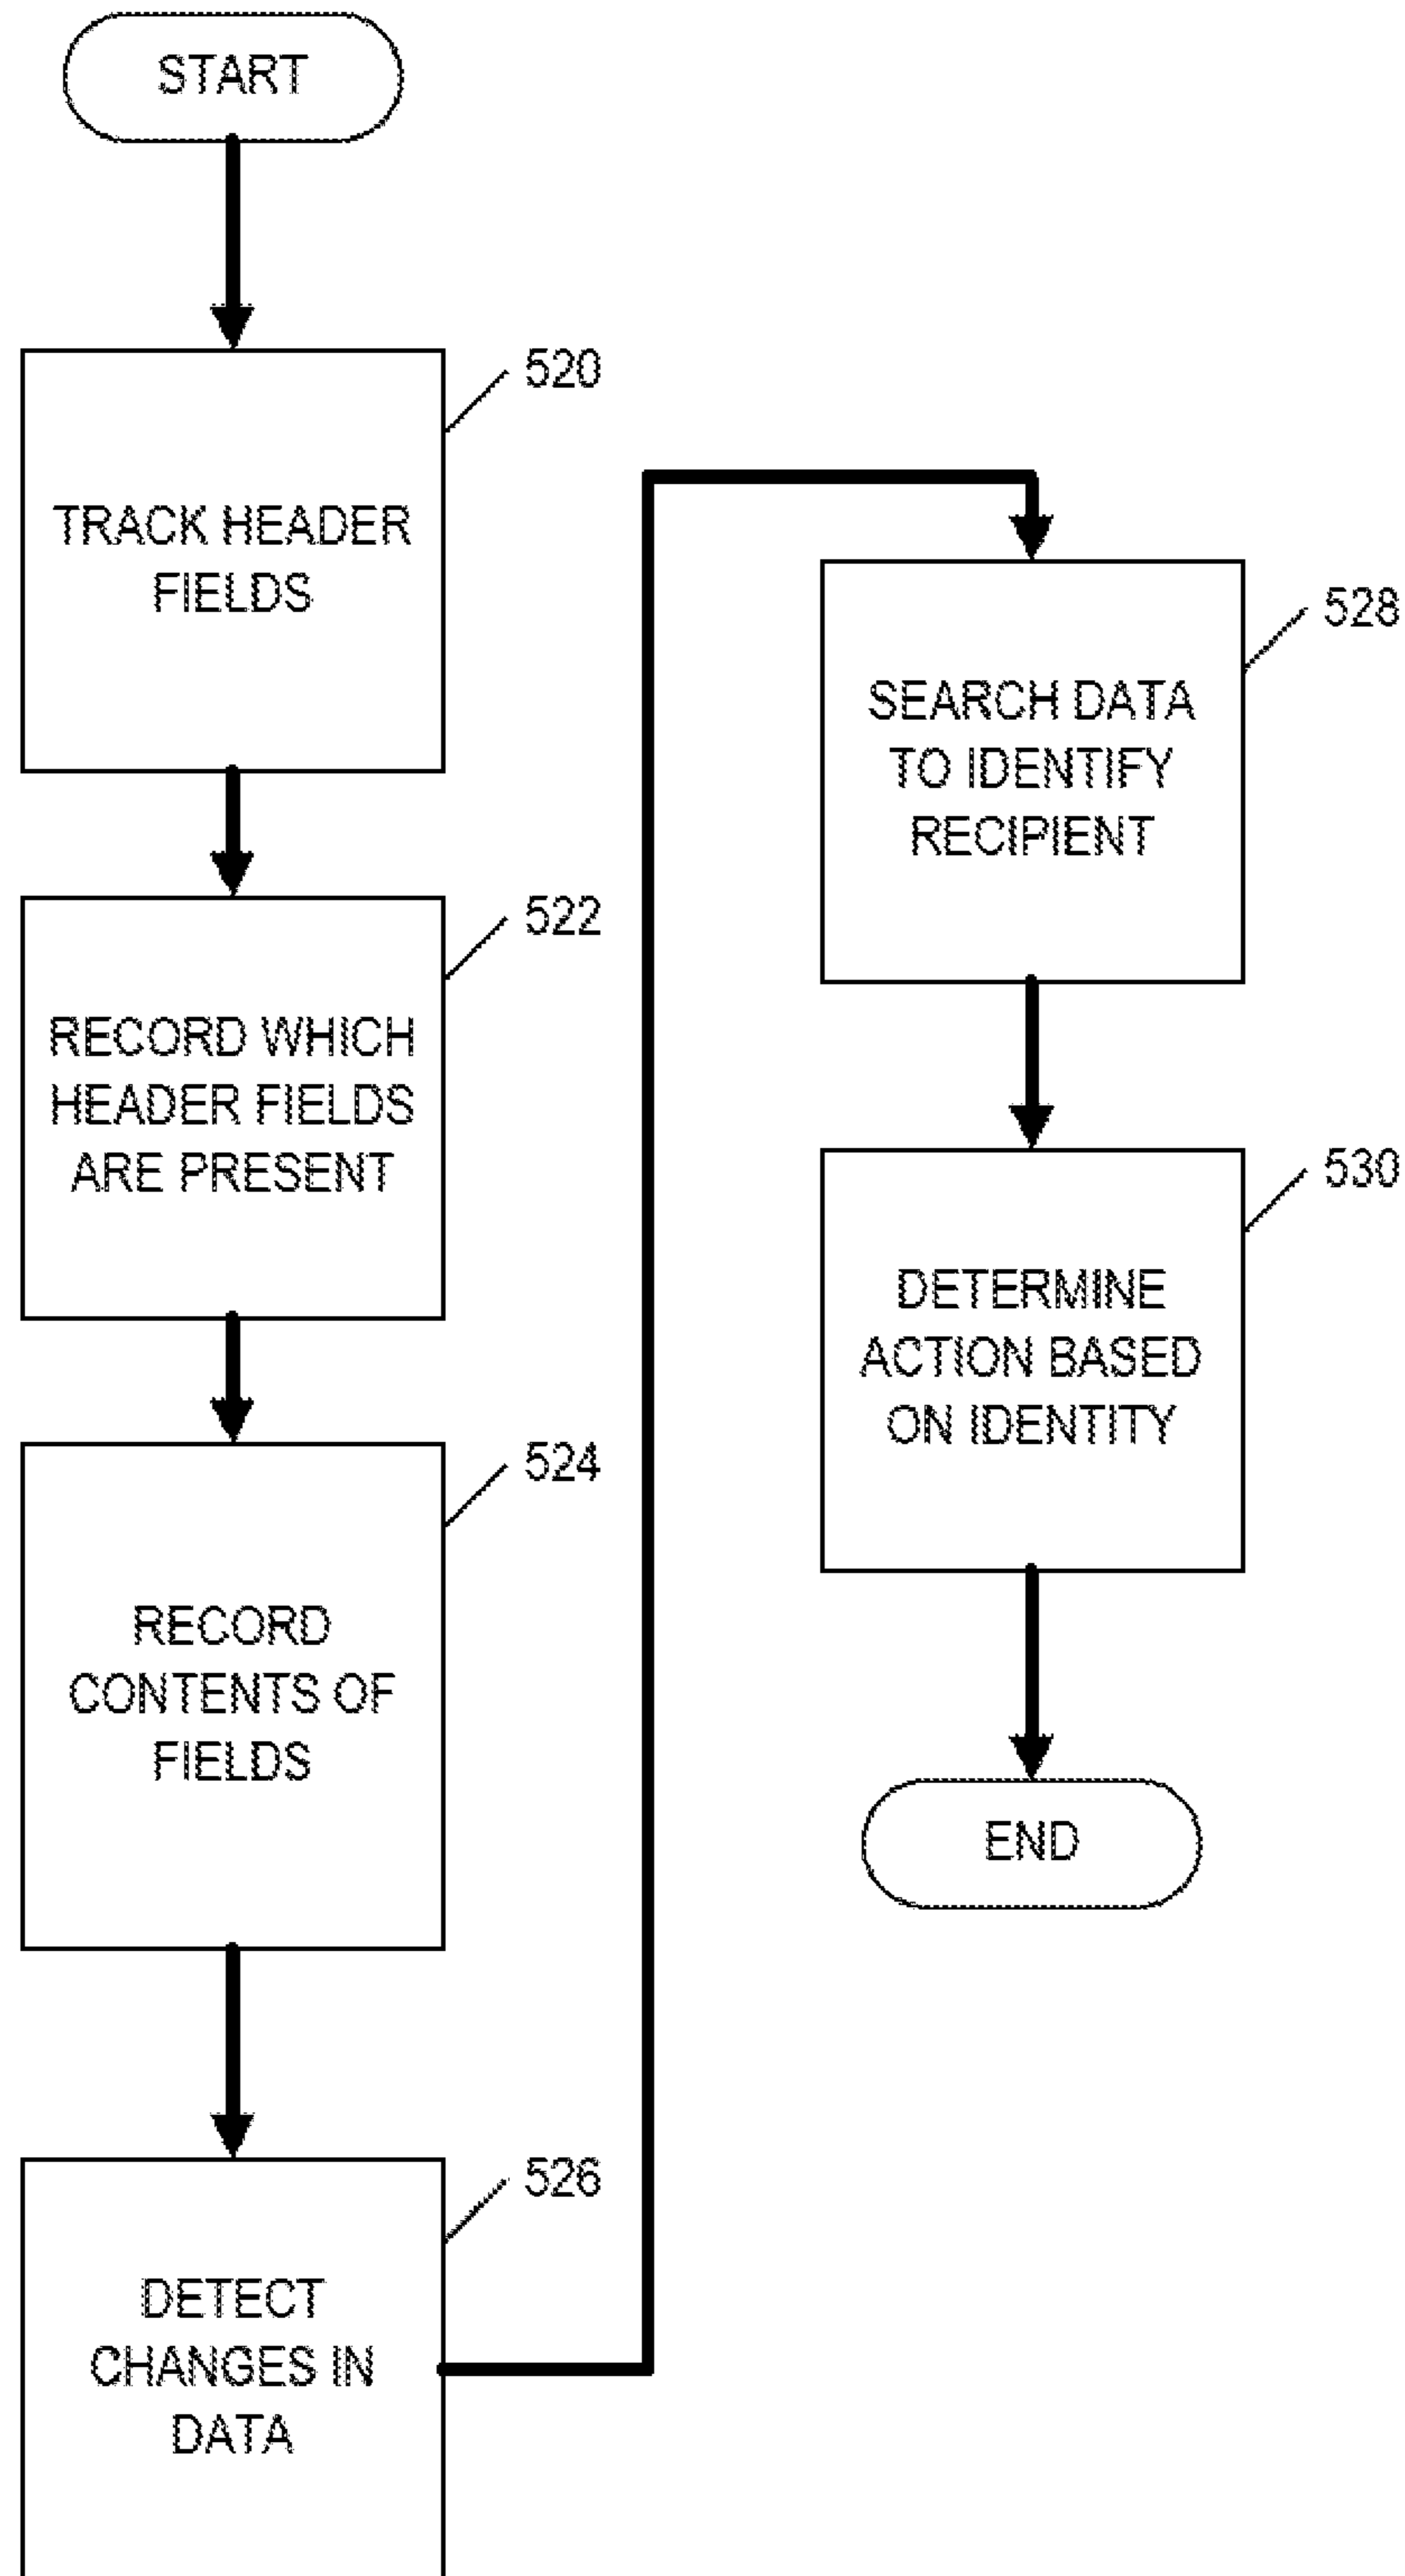 START
520
TRACK HEADER
FIELDS
522
RECORD WHICH
HEADER FIELDS
ARE PRESENT
524
RECORD
CONTENTS OF
FIELDS
526
DETECT
CHANGES IN
DATA
528
SEARCH DATA
TO IDENTIFY
RECIPIENT
530
DETERMINE
ACTION BASED
ON IDENTITY
END